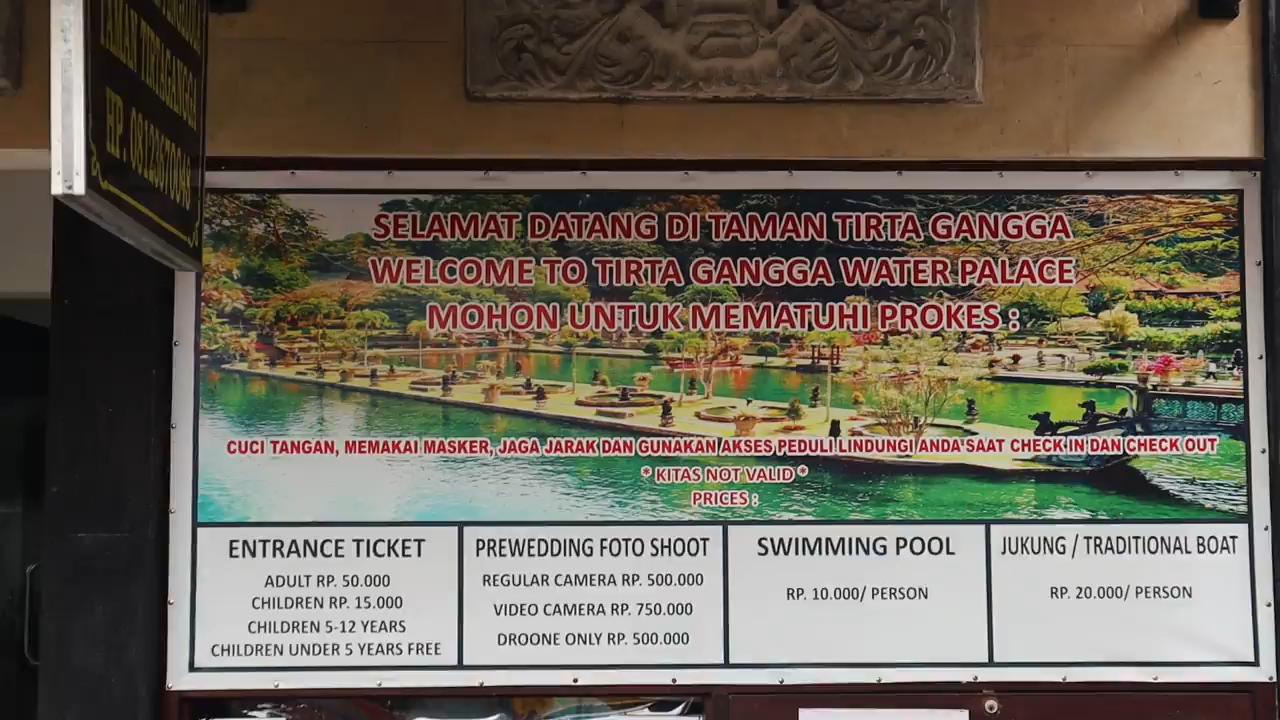 TAMAN TIRTAGANGGA
HP. 08123670048
SELAMAT DATANG DI TAMAN TIRTA GANGGA
WELCOME TO TIRTA GANGGA WATER PALACE
MOHON UNTUK MEMATUHI PROKES :
CUCI TANGAN, MEMAKAI MASKER, JAGA JARAK DAN GUNAKAN AKSES PEDULI LINDUNGI ANDA SAAT CHECK IN DAN CHECK OUT
* KITAS NOT VALID *
PRICES :
ENTRANCE TICKET
ADULT RP. 50.000
CHILDREN RP. 15.000
CHILDREN 5-12 YEARS
CHILDREN UNDER 5 YEARS FREE
PREWEDDING FOTO SHOOT
REGULAR CAMERA RP. 500.000
VIDEO CAMERA RP. 750.000
DROONE ONLY RP. 500.000
SWIMMING POOL
RP. 10.000/ PERSON
JUKUNG / TRADITIONAL BOAT
RP. 20.000/ PERSON